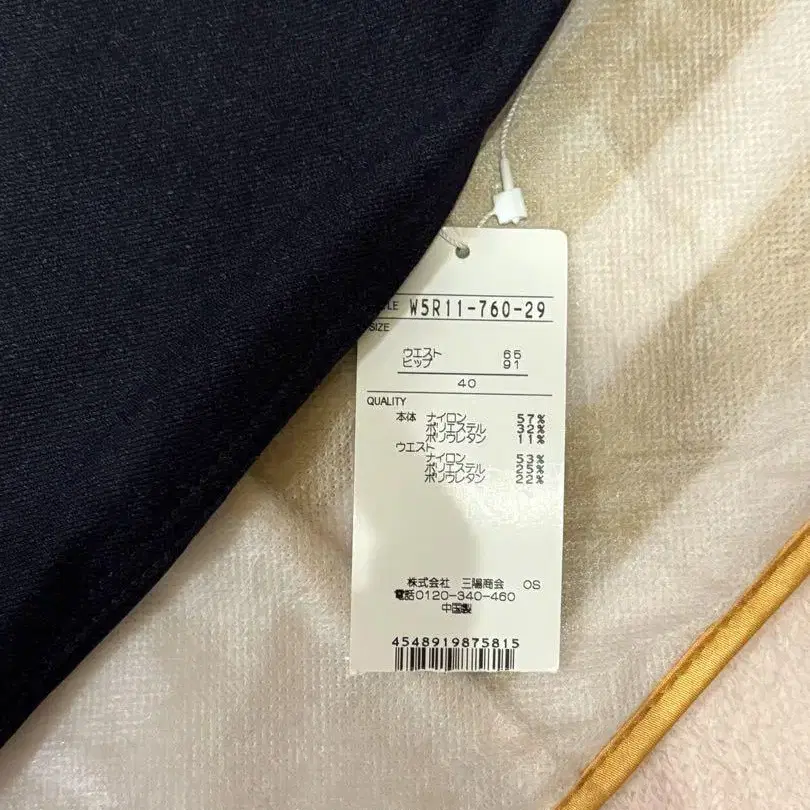 LE W5R11-760-29
SIZE
ウエスト 65
ヒップ 91
40
QUALITY
本体 ナイロン 57%
ポリエステル 32%
ポリウレタン 11%
ウエスト
ナイロン 53%
ポリエステル 25%
ポリウレタン 22%
株式会社 三陽商会 OS
電話0120-340-460
中国製
4548919875815